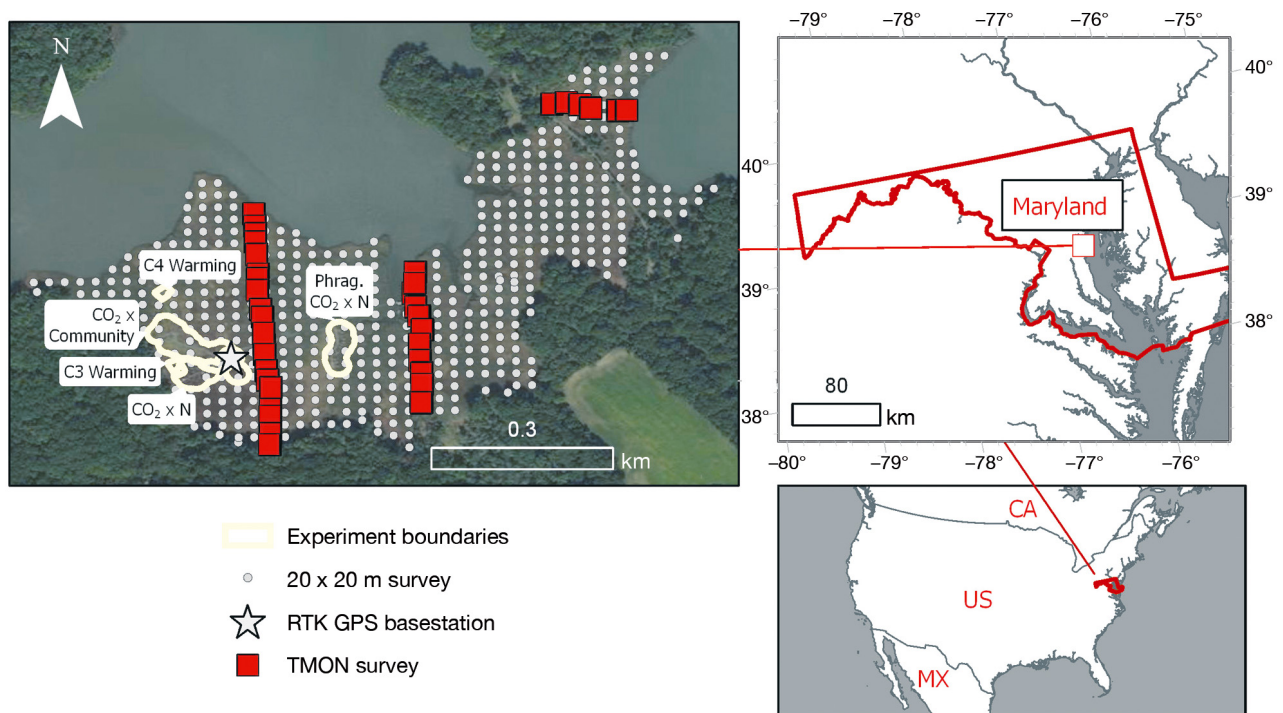 N
C4 Warming
CO₂ x
Community
C3 Warming
CO₂ x N
Phrag.
CO₂ x N
0.3
km
Experiment boundaries
20 x 20 m survey
RTK GPS basestation
TMON survey
−79° −78° −77° −76° −75°
40°
40°
39°
39°
38°
38°
Maryland
80
km
−80° −79° −78° −77° −76°
CA
US
MX